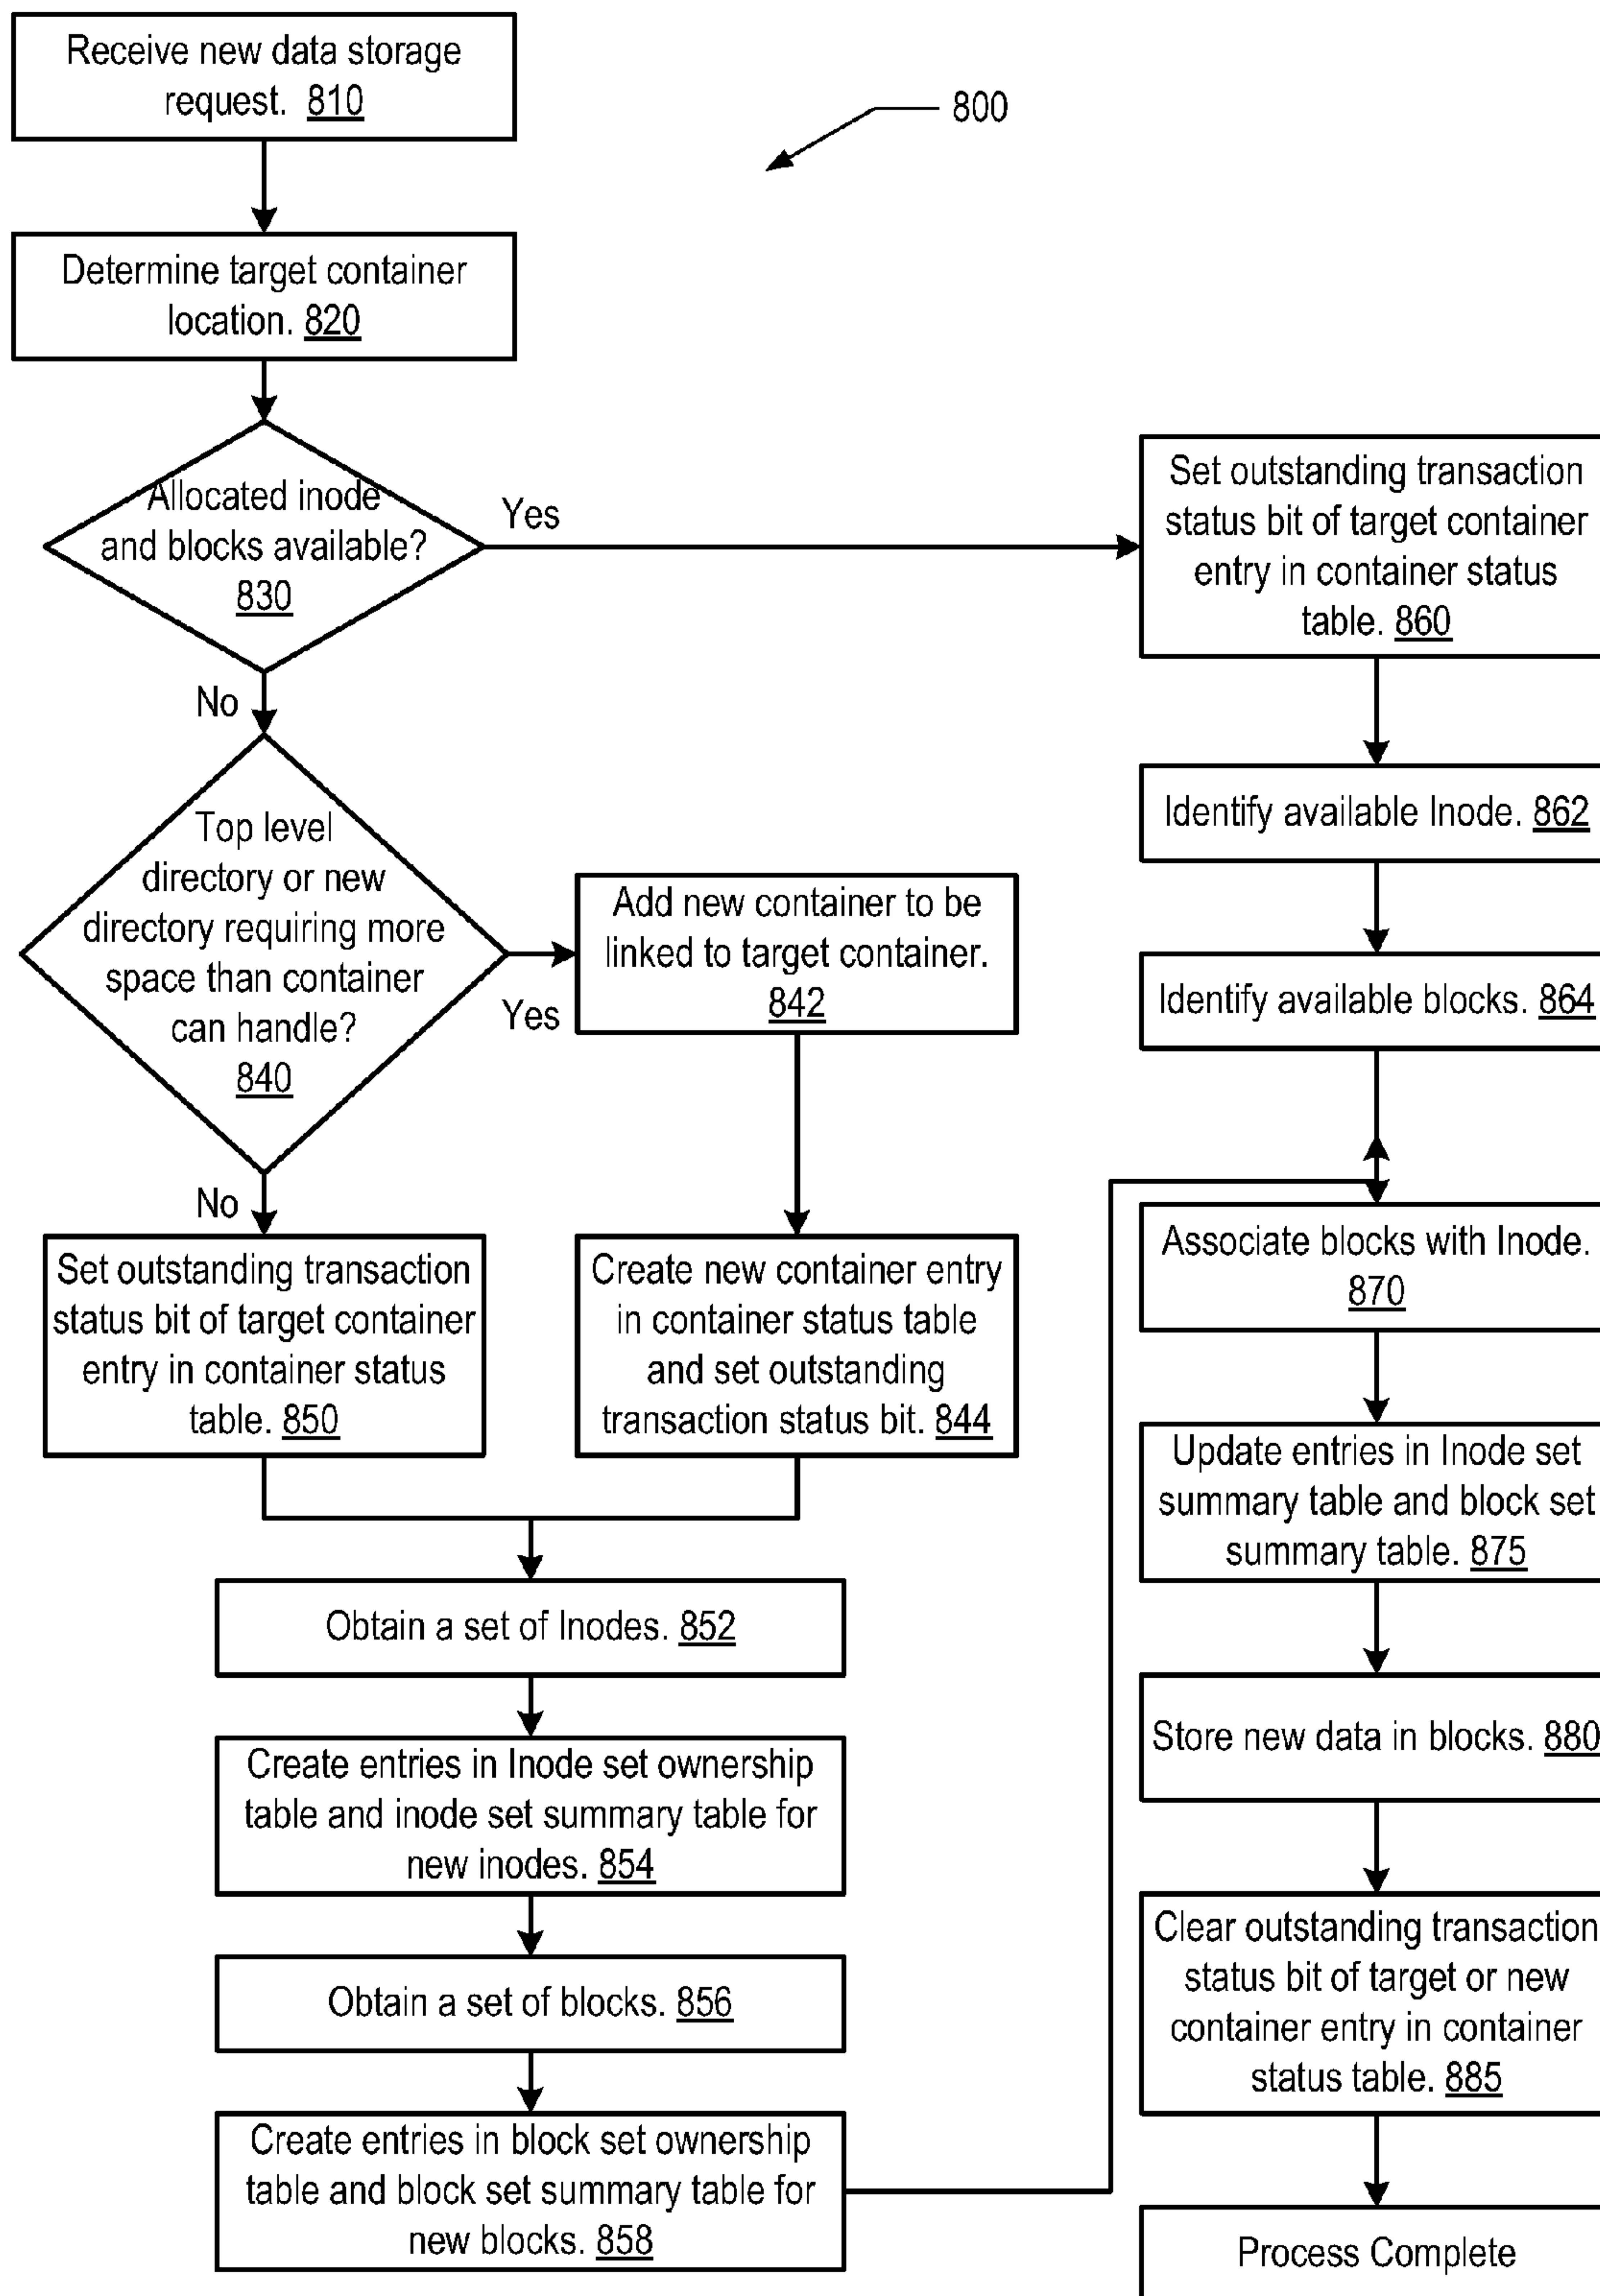 Receive new data storage
request. 810
800
Determine target container
location. 820
Allocated inode
and blocks available?
830
Yes
No
Top level
directory or new
directory requiring more
space than container
can handle?
840
Yes
No
Add new container to be
linked to target container.
842
Set outstanding transaction
status bit of target container
entry in container status
table. 850
Create new container entry
in container status table
and set outstanding
transaction status bit. 844
Obtain a set of Inodes. 852
Create entries in Inode set ownership
table and inode set summary table for
new inodes. 854
Obtain a set of blocks. 856
Create entries in block set ownership
table and block set summary table for
new blocks. 858
Set outstanding transaction
status bit of target container
entry in container status
table. 860
Identify available Inode. 862
Identify available blocks. 864
Associate blocks with Inode.
870
Update entries in Inode set
summary table and block set
summary table. 875
Store new data in blocks. 880
Clear outstanding transaction
status bit of target or new
container entry in container
status table. 885
Process Complete